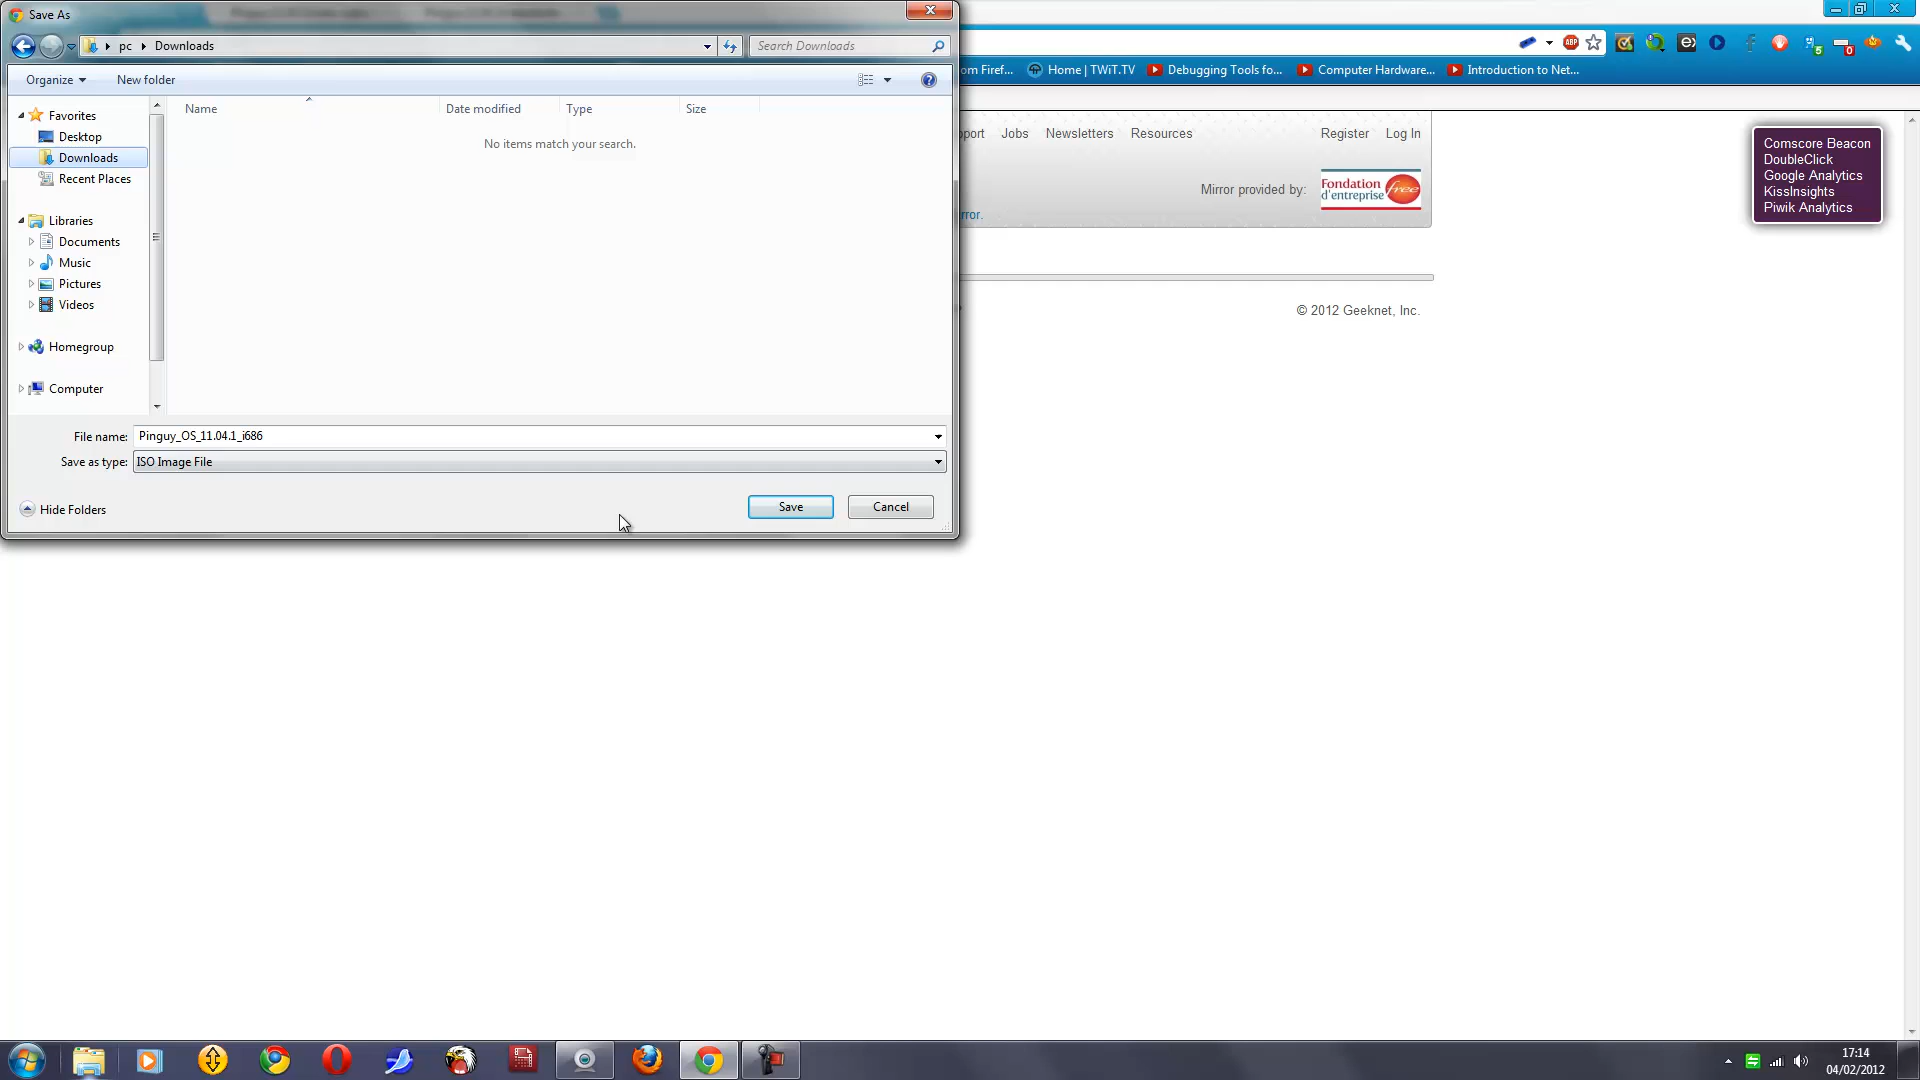 Save As
pc Downloads
Search Downloads
Organize New folder
Name Date modified Type Size
No items match your search.
Favorites
Desktop
Downloads
Recent Places
Libraries
Documents
Music
Pictures
Videos
Homegroup
Computer
File name: Pinguy_OS_11.04.1_i686
Save as type: ISO Image File
Hide Folders
Save Cancel
ABP
om Firef... Home | TWiT.TV Debugging Tools fo... Computer Hardware... Introduction to Net...
pport Jobs Newsletters Resources Register Log In
Mirror provided by: Fondation d'entreprise free
rror.
© 2012 Geeknet, Inc.
Comscore Beacon
DoubleClick
Google Analytics
KissInsights
Piwik Analytics
17:14
04/02/2012